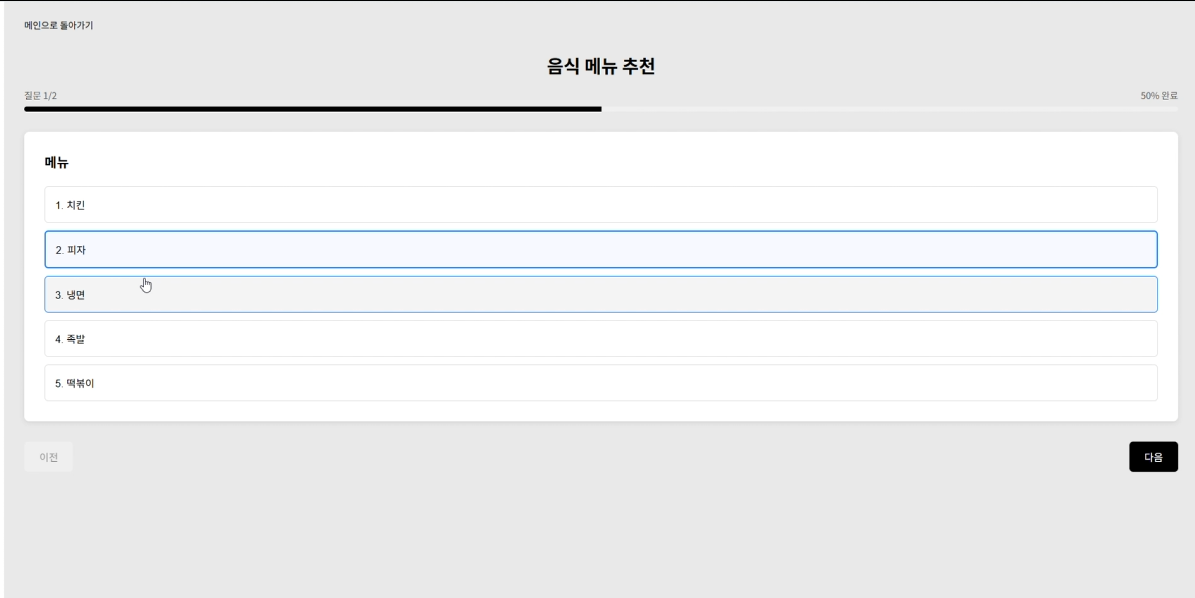 메인으로 돌아가기
음식 메뉴 추천
질문 1/2
50% 완료
메뉴
1. 치킨
2. 피자
3. 냉면
4. 족발
5. 떡볶이
이전
다음